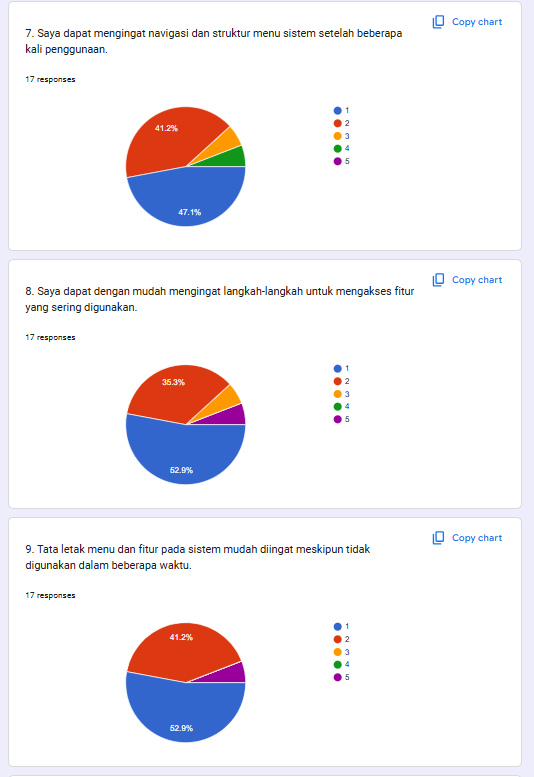 Copy chart
7. Saya dapat mengingat navigasi dan struktur menu sistem setelah beberapa
kali penggunaan.
17 responses
41.2%
47.1%
1
2
3
4
5
Copy chart
8. Saya dapat dengan mudah mengingat langkah-langkah untuk mengakses fitur
yang sering digunakan.
17 responses
35.3%
52.9%
1
2
3
4
5
Copy chart
9. Tata letak menu dan fitur pada sistem mudah diingat meskipun tidak
digunakan dalam beberapa waktu.
17 responses
41.2%
52.9%
1
2
3
4
5